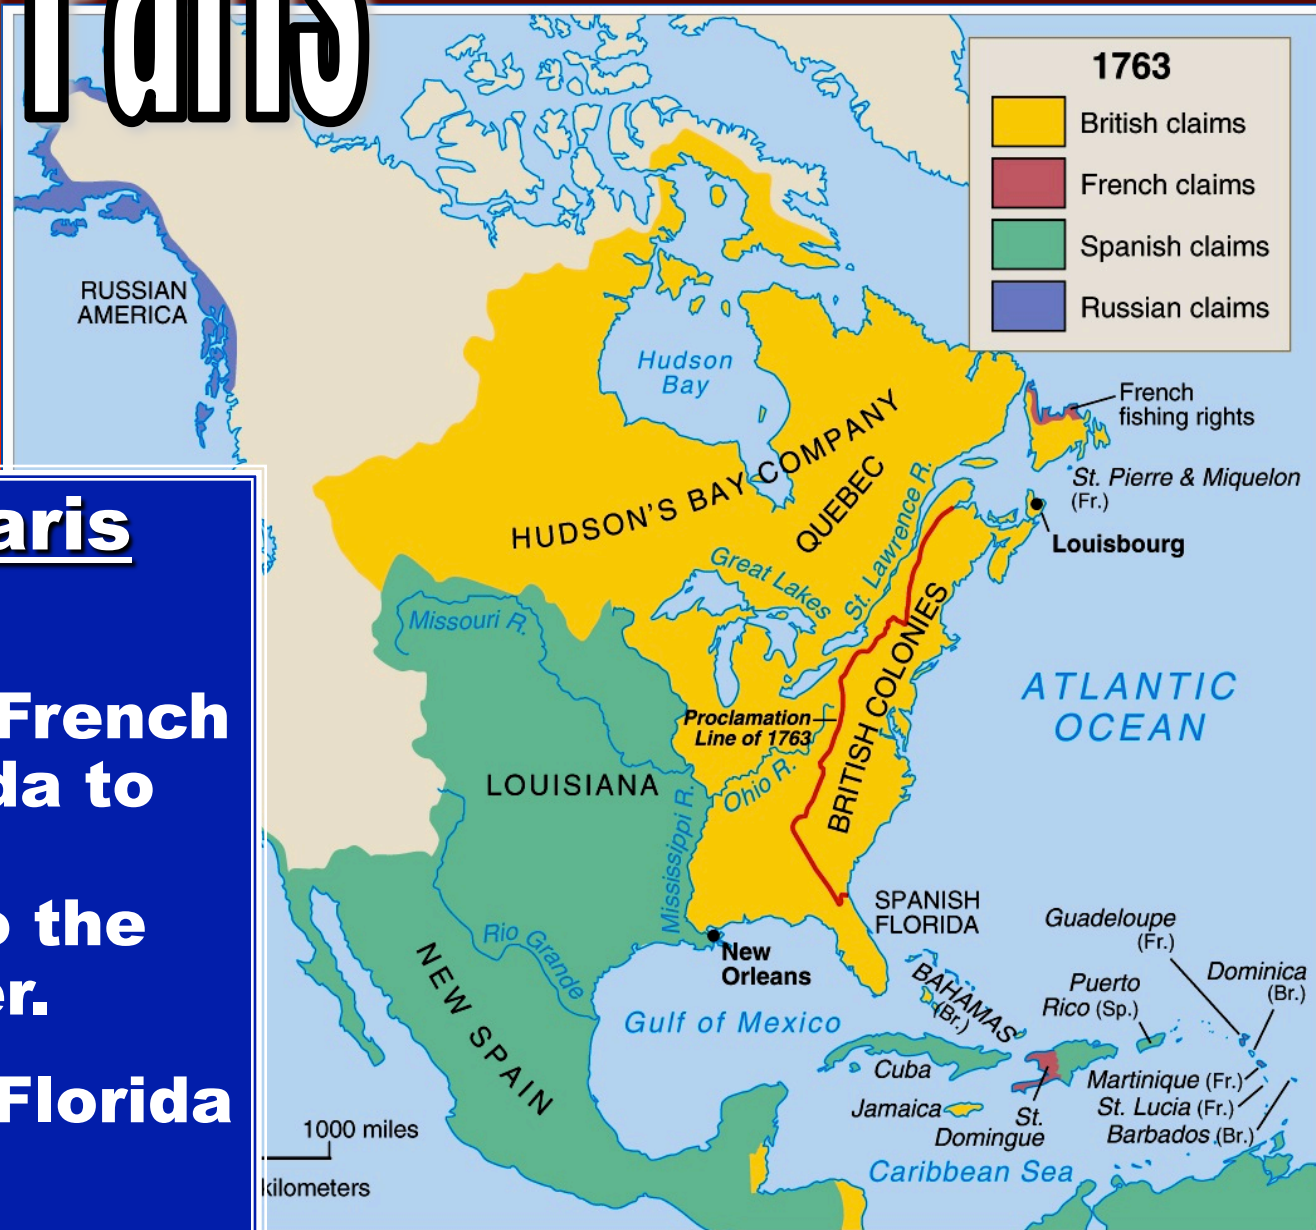 Paris
1763
British claims
French claims
Spanish claims
Russian claims
RUSSIAN
AMERICA
Hudson
Bay
French
fishing rights
HUDSON'S BAY COMPANY
QUEBEC
St. Lawrence R.
St. Pierre & Miquelon
(Fr.)
Louisbourg
Great Lakes
Missouri R.
BRITISH COLONIES
ATLANTIC
OCEAN
Proclamation
Line of 1763
Ohio R.
LOUISIANA
Mississippi R.
SPANISH
FLORIDA
New
Orleans
Rio Grande
NEW SPAIN
Gulf of Mexico
BAHAMAS
(Br.)
Guadeloupe
(Fr.)
Dominica
(Br.)
Puerto
Rico (Sp.)
Cuba
Jamaica
St.
Domingue
Martinique (Fr.)
St. Lucia (Fr.)
Barbados (Br.)
Caribbean Sea
1000 miles
kilometers
aris
French
da to
o the
er.
Florida